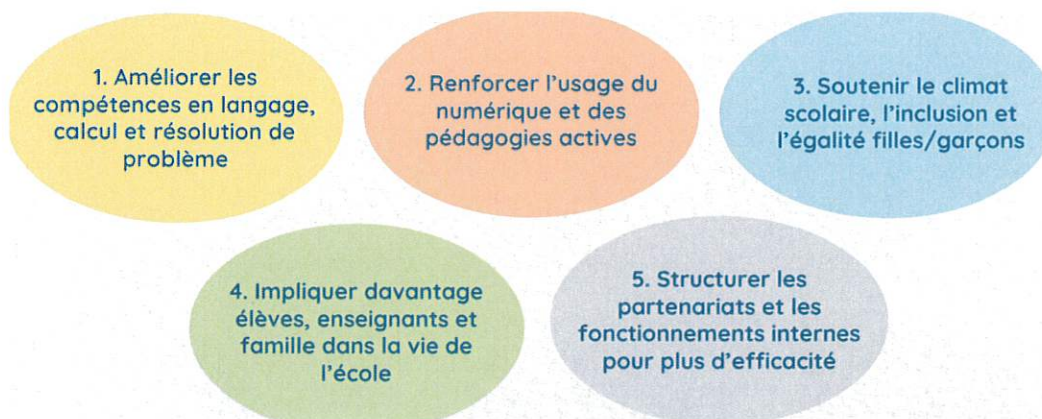 1. Améliorer les
compétences en langage,
calcul et résolution de
problème
2. Renforcer l'usage du
numérique et des
pédagogies actives
3. Soutenir le climat
scolaire, l'inclusion et
l'égalité filles/garçons
4. Impliquer davantage
élèves, enseignants et
famille dans la vie de
l'école
5. Structurer les
partenariats et les
fonctionnements internes
pour plus d'efficacité